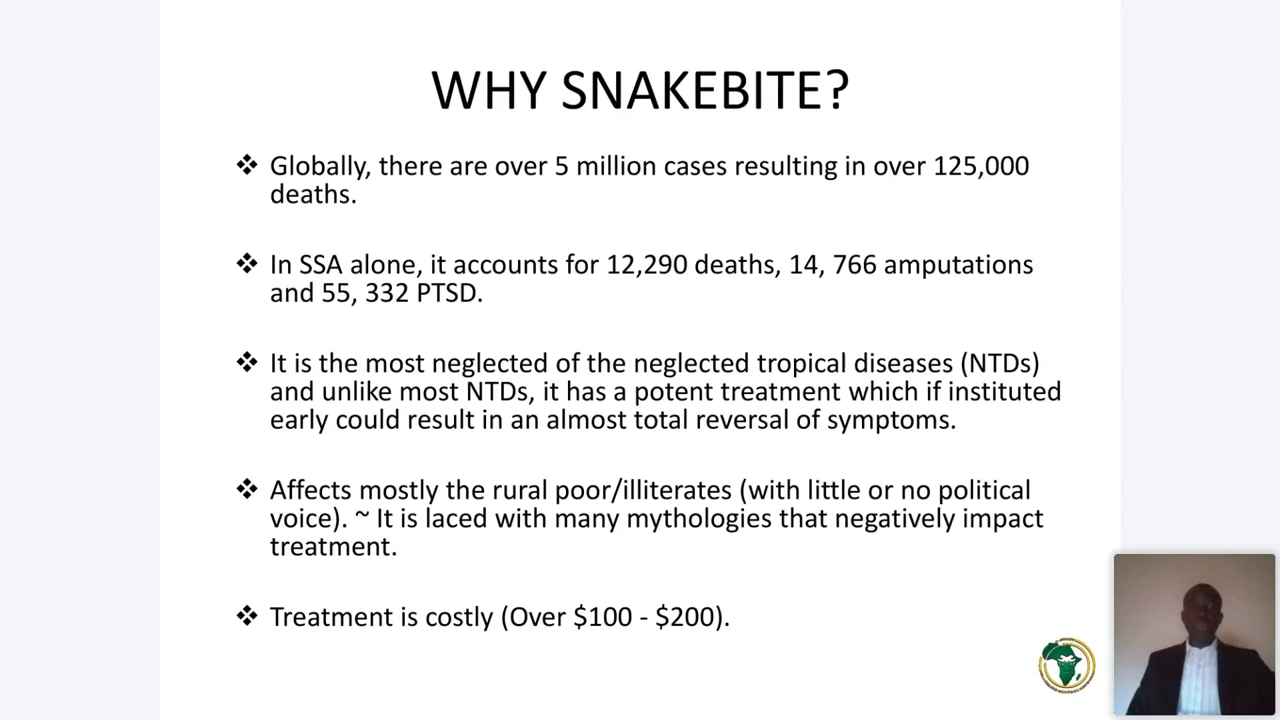 WHY SNAKEBITE?
❖ Globally, there are over 5 million cases resulting in over 125,000
deaths.
❖ In SSA alone, it accounts for 12,290 deaths, 14, 766 amputations
and 55, 332 PTSD.
❖ It is the most neglected of the neglected tropical diseases (NTDs)
and unlike most NTDs, it has a potent treatment which if instituted
early could result in an almost total reversal of symptoms.
❖ Affects mostly the rural poor/illiterates (with little or no political
voice). ~ It is laced with many mythologies that negatively impact
treatment.
❖ Treatment is costly (Over $100 - $200).